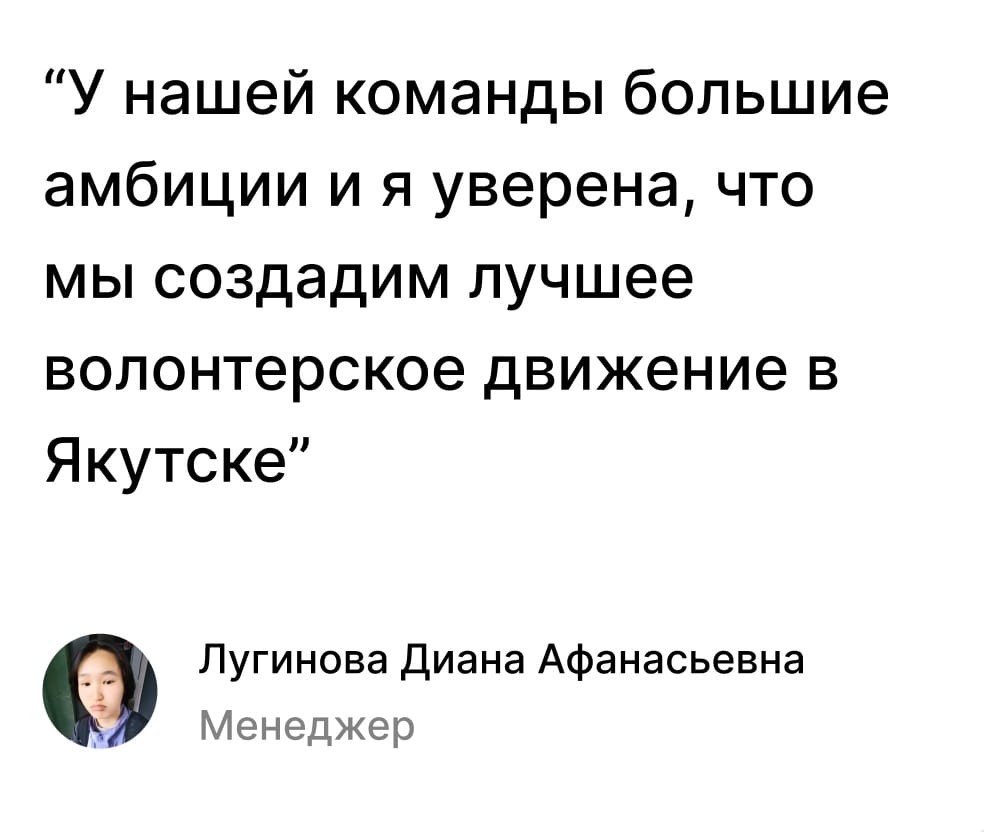 “У нашей команды большие
амбиции и я уверена, что
мы создадим лучшее
волонтерское движение в
Якутске”
Лугинова Диана Афанасьевна
Менеджер